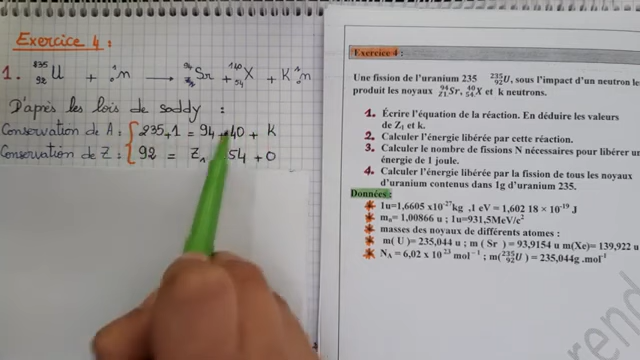 Exercice 4 :
1. ²³⁵₉₂U + ¹₀n → ⁹⁴Sr + ¹⁴⁰₅₄X + K ¹₀n
D'après les lois de soddy :
Conservation de A : { 235+1 = 94 + 40 + K
Conservation de Z : { 92 = Z₁ 54 + 0
Exercice 4 :
Une fission de l'uranium 235 ²³⁵₉₂U, sous l'impact d'un neutron
produit les noyaux ⁹⁴Z₁Sr, ¹⁴⁰₅₄X et k neutrons.
1. Écrire l'équation de la réaction. En déduire les valeurs
de Z₁ et k.
2. Calculer l'énergie libérée par cette réaction.
3. Calculer le nombre de fissions N nécessaires pour libérer un
énergie de 1 joule.
4. Calculer l'énergie libérée par la fission de tous les noyaux
d'uranium contenus dans 1g d'uranium 235.
Données :
1u=1,6605 x10⁻²⁷kg ,1 eV = 1,602 18 × 10⁻¹⁹ J
mₙ = 1,00866 u ; 1u=931,5MeV/c²
masses des noyaux de différents atomes :
m( U ) = 235,044 u ; m ( Sr ) = 93,9154 u m(Xe)= 139,922 u
N_A = 6,02 x 10²³ mol⁻¹ ; m(²³⁵₉₂U ) = 235,044g .mol⁻¹